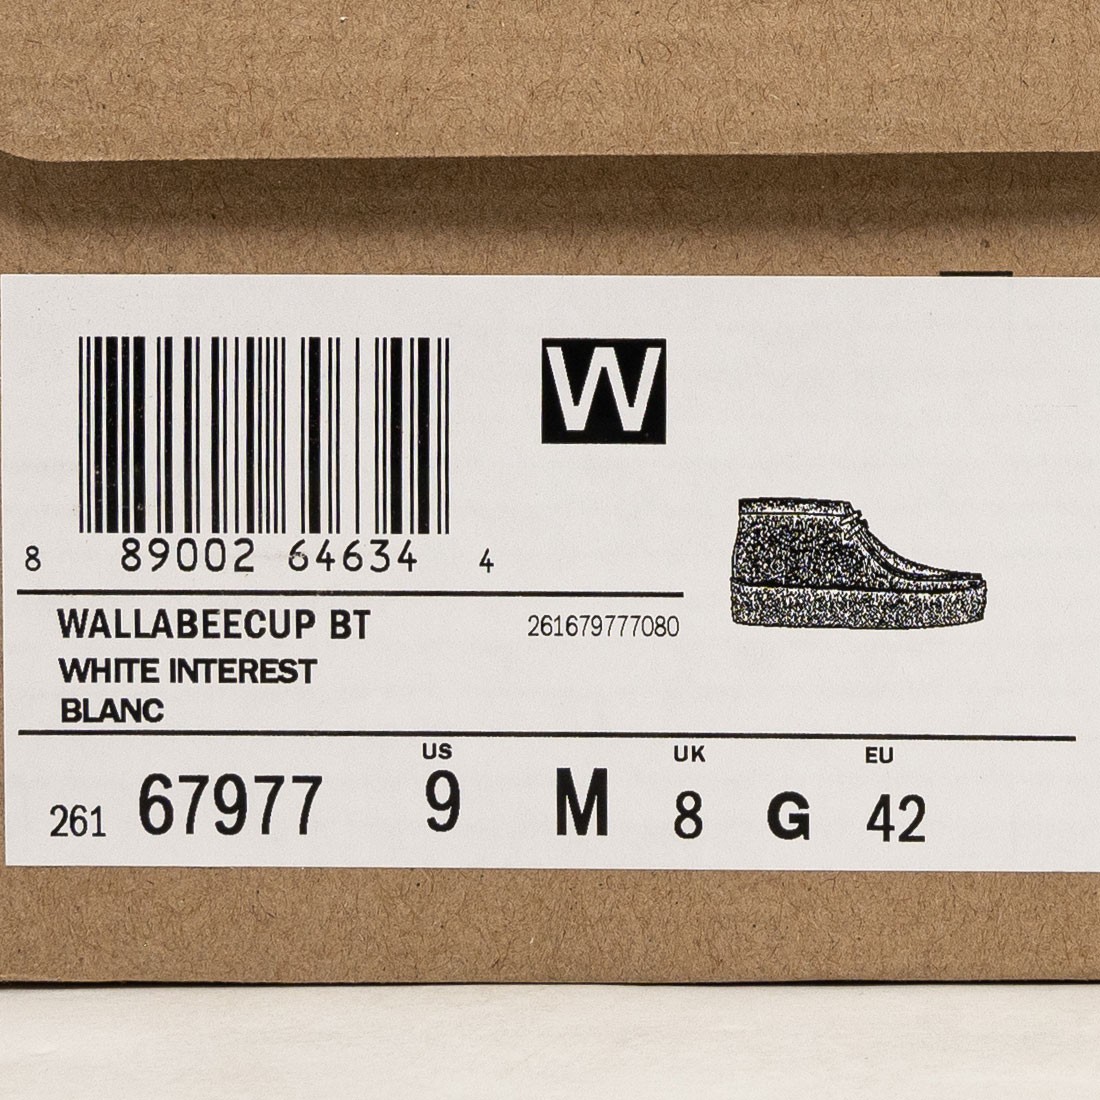 W
8 89002 64634 4
WALLABEECUP BT 261679777080
WHITE INTEREST
BLANC
US UK EU
261 67977 9 M 8 G 42